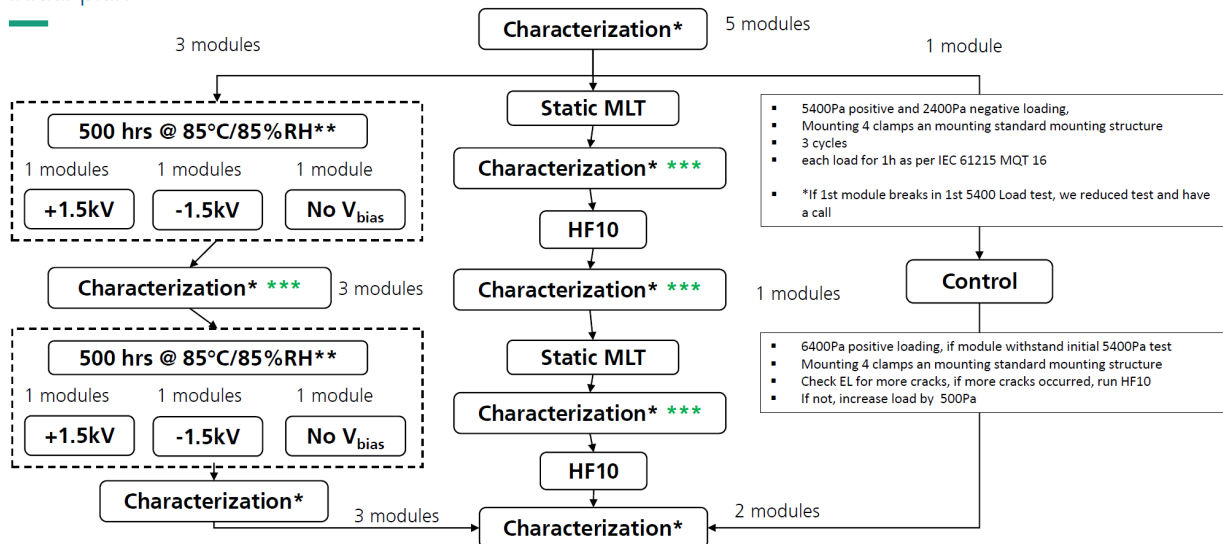 Characterization*
5 modules
3 modules
1 module
500 hrs @ 85°C/85%RH**
1 modules
1 modules
1 module
+1.5kV
-1.5kV
No Vbias
Characterization* ***
3 modules
500 hrs @ 85°C/85%RH**
1 modules
1 modules
1 module
+1.5kV
-1.5kV
No Vbias
Characterization*
3 modules
Static MLT
Characterization* ***
HF10
Characterization* ***
Static MLT
Characterization* ***
HF10
Characterization*
▪ 5400Pa positive and 2400Pa negative loading,
▪ Mounting 4 clamps an mounting standard mounting structure
▪ 3 cycles
▪ each load for 1h as per IEC 61215 MQT 16
▪ *If 1st module breaks in 1st 5400 Load test, we reduced test and have
a call
Control
1 modules
▪ 6400Pa positive loading, if module withstand initial 5400Pa test
▪ Mounting 4 clamps an mounting standard mounting structure
▪ Check EL for more cracks, if more cracks occurred, run HF10
▪ If not, increase load by 500Pa
2 modules